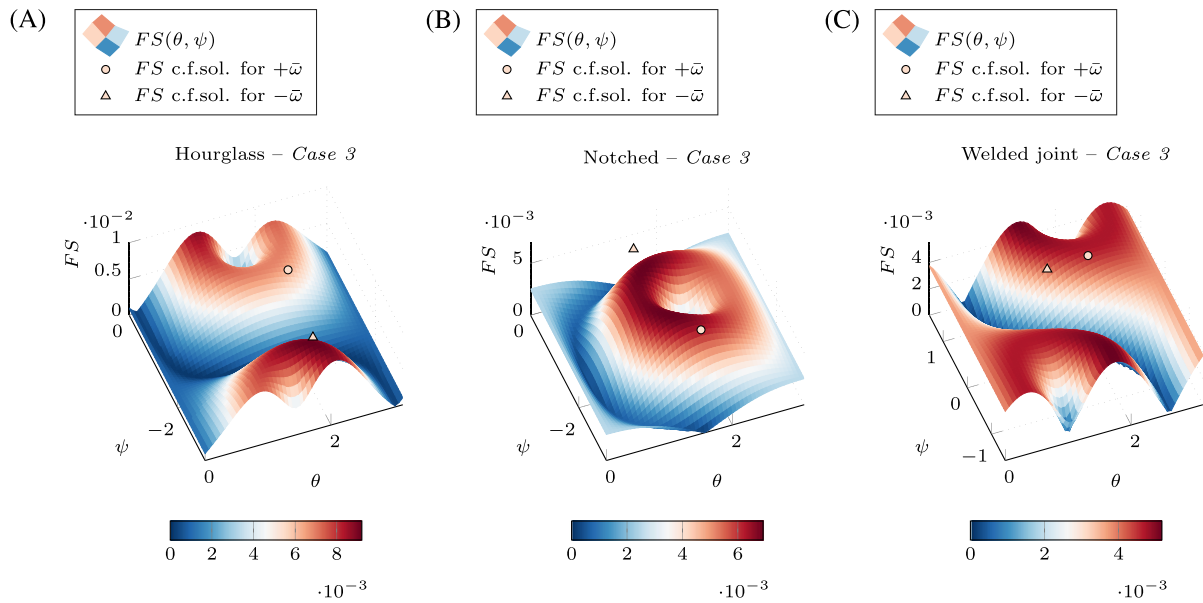 (A)
FS(θ, ψ)
FS c.f.sol. for +ω̄
FS c.f.sol. for −ω̄
Hourglass – Case 3
·10⁻²
FS
1
0.5
0
0
−2
ψ
0
2
θ
0 2 4 6 8
·10⁻³
(B)
FS(θ, ψ)
FS c.f.sol. for +ω̄
FS c.f.sol. for −ω̄
Notched – Case 3
·10⁻³
FS
5
0
0
−2
ψ
0
2
θ
0 2 4 6
·10⁻³
(C)
FS(θ, ψ)
FS c.f.sol. for +ω̄
FS c.f.sol. for −ω̄
Welded joint – Case 3
·10⁻³
FS
4
2
0
1
0
−1
ψ
0
2
θ
0 2 4
·10⁻³